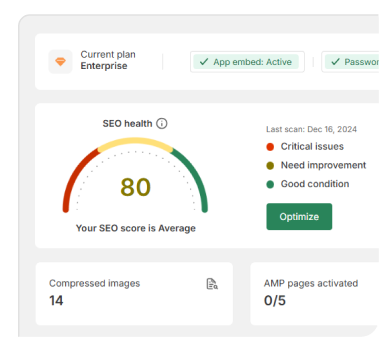 Current plan
Enterprise
App embed: Active
SEO health
80
Your SEO score is Average
Last scan: Dec 16, 2024
Critical issues
Need improvement
Good condition
Optimize
Compressed images
14
AMP pages activated
0/5